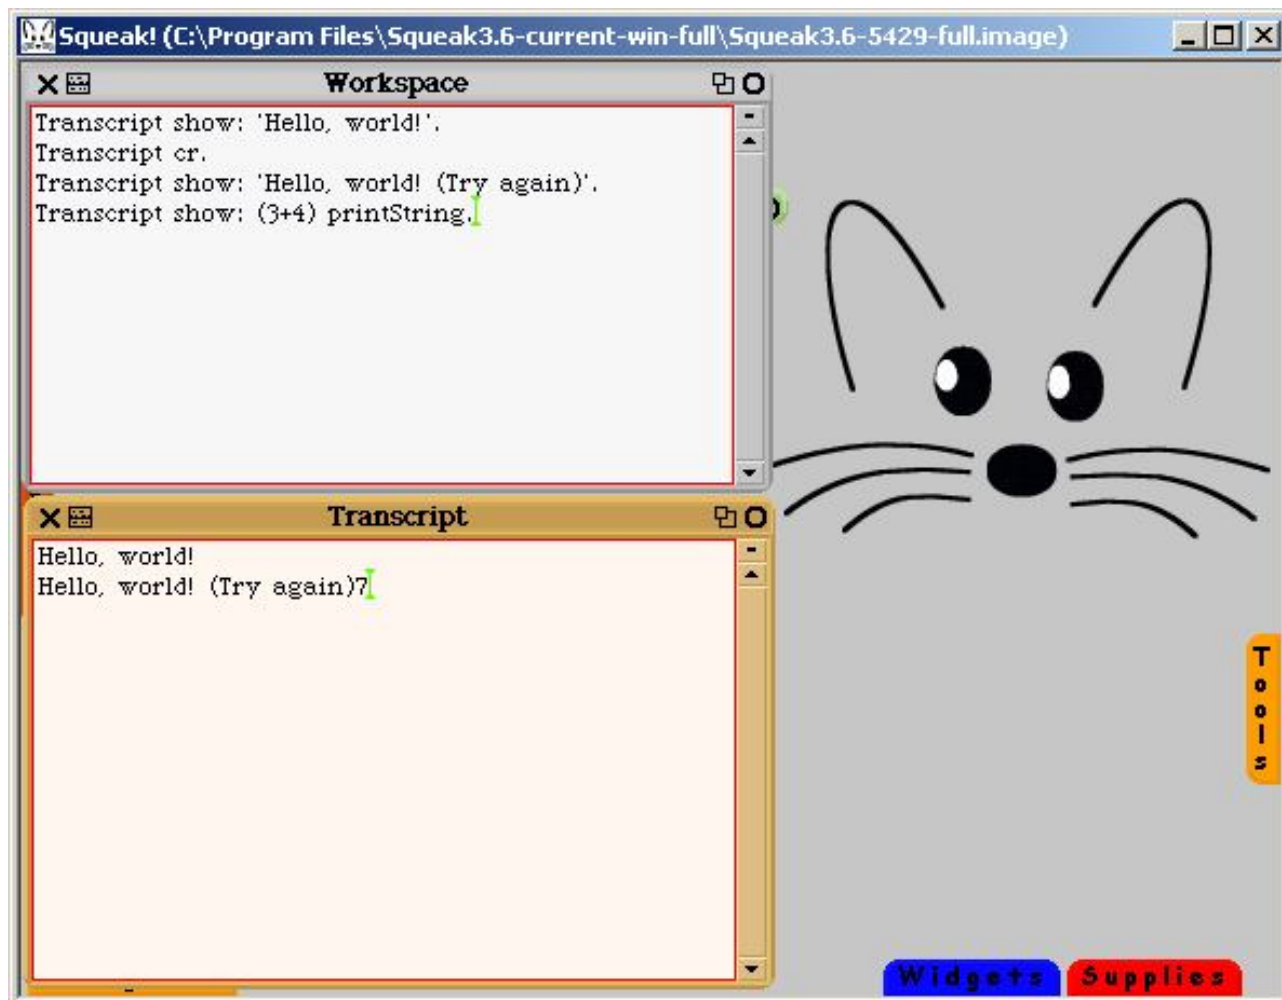 Squeak! (C:\Program Files\Squeak3.6-current-win-full\Squeak3.6-5429-full.image)
Workspace
Transcript show: 'Hello, world!'.
Transcript cr.
Transcript show: 'Hello, world! (Try again)'.
Transcript show: (3+4) printString.
Transcript
Hello, world!
Hello, world! (Try again)7
Tools
Widgets
Supplies